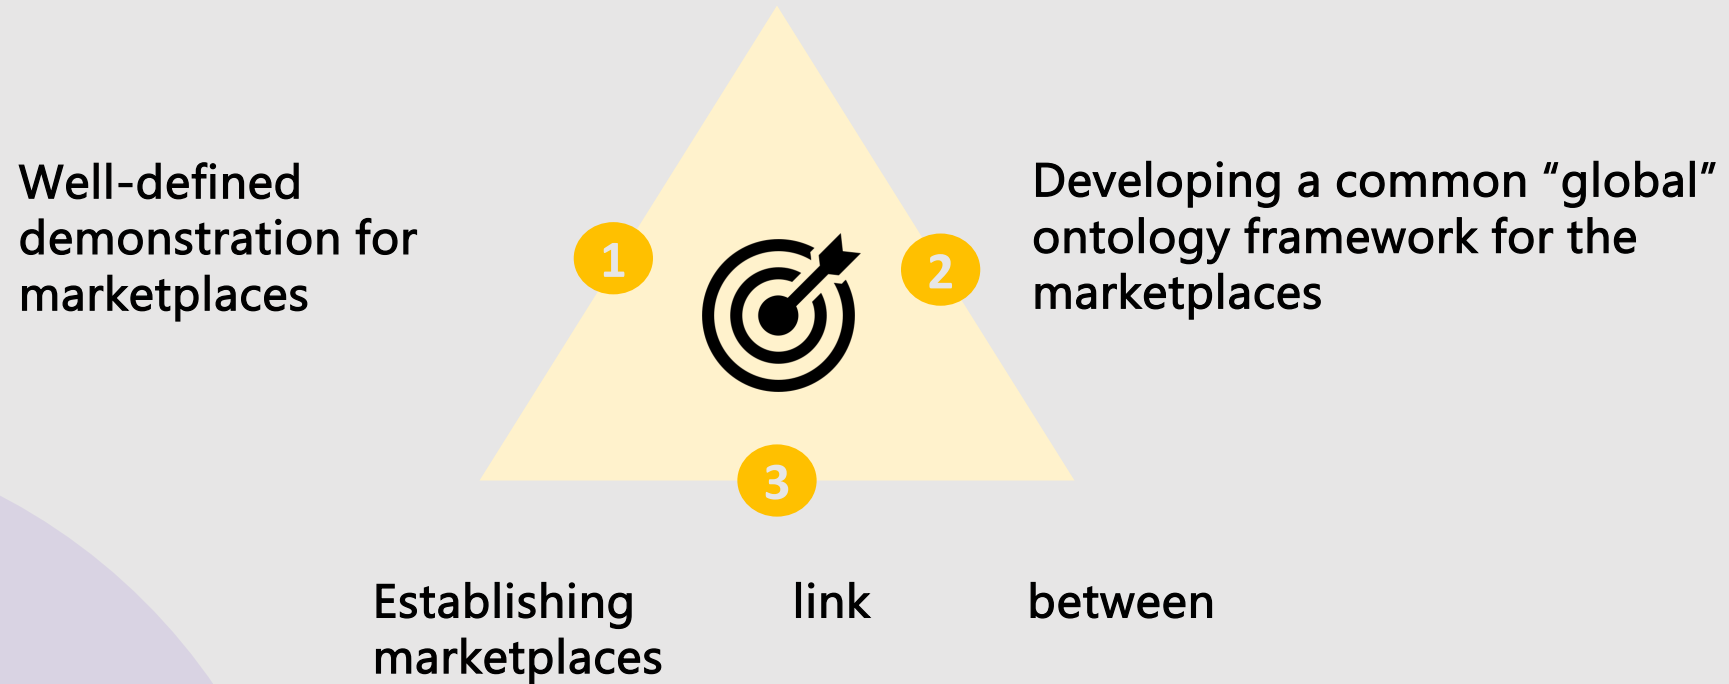 Well-defined
demonstration for
marketplaces
1
2
Developing a common “global”
ontology framework for the
marketplaces
3
Establishing link between
marketplaces